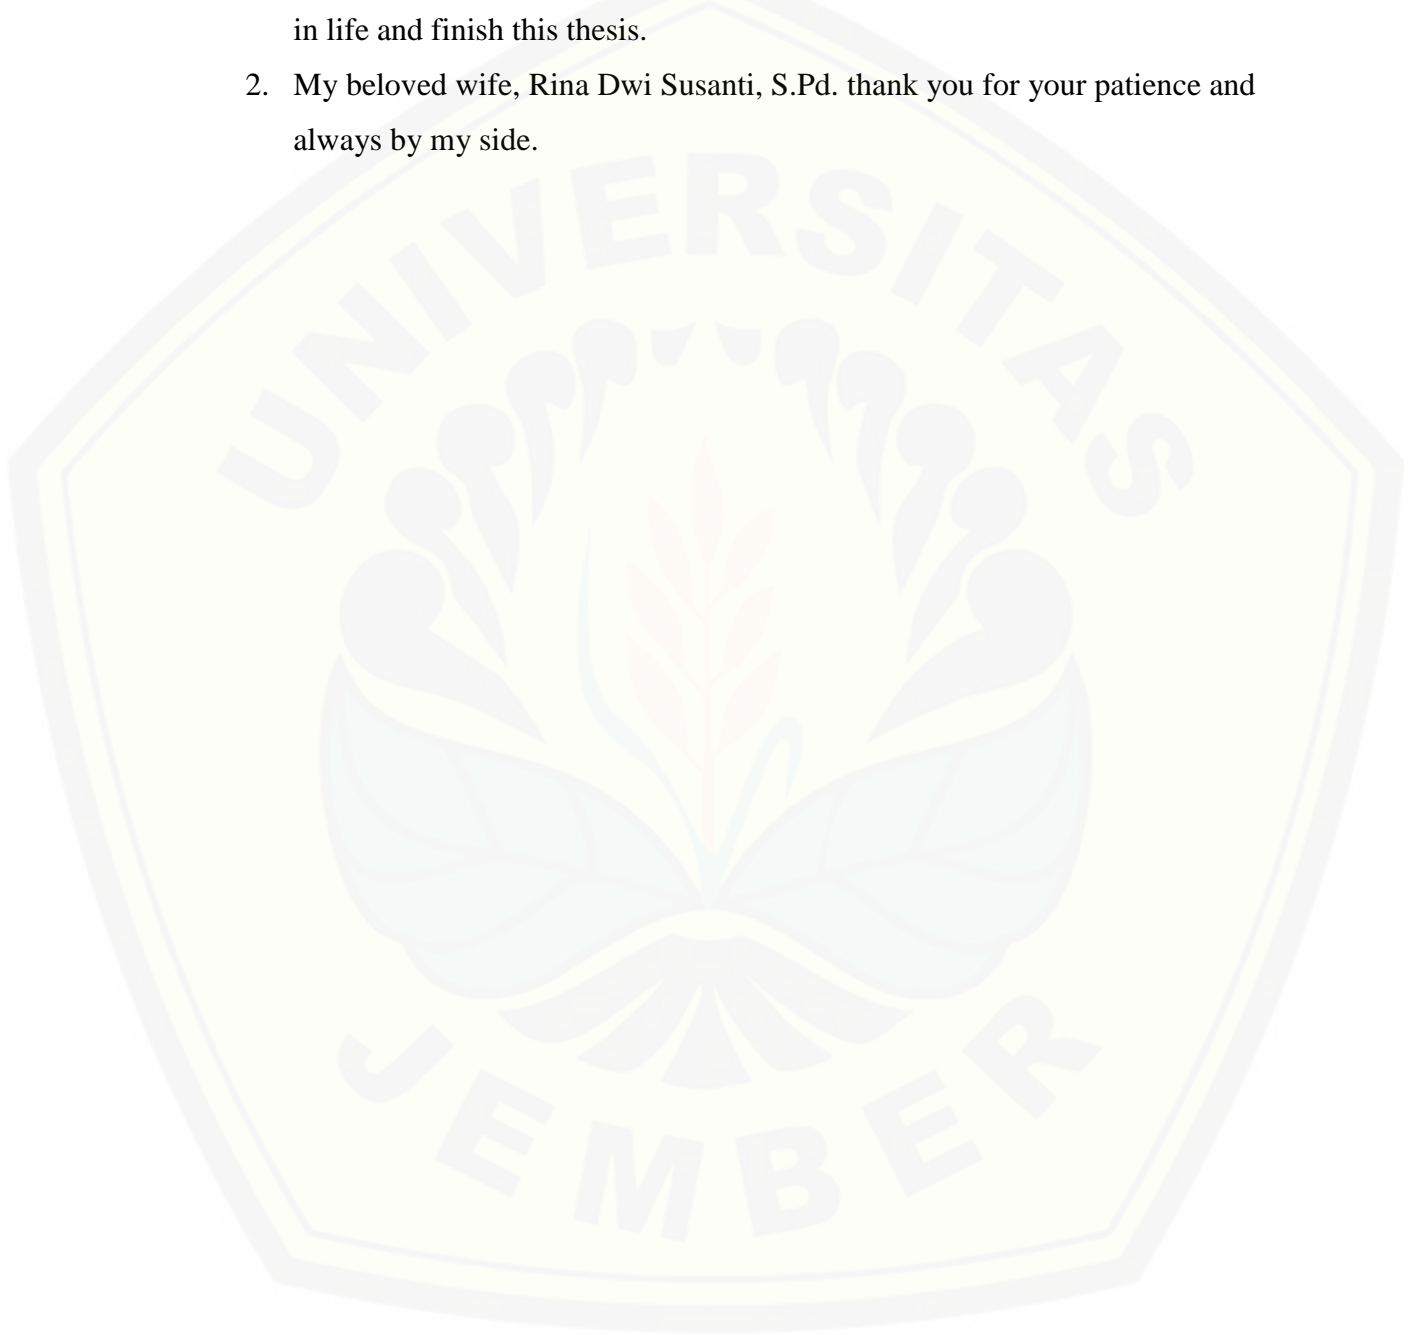 in life and finish this thesis.
2. My beloved wife, Rina Dwi Susanti, S.Pd. thank you for your patience and
always by my side.
UNIVERSITAS
JEMBER